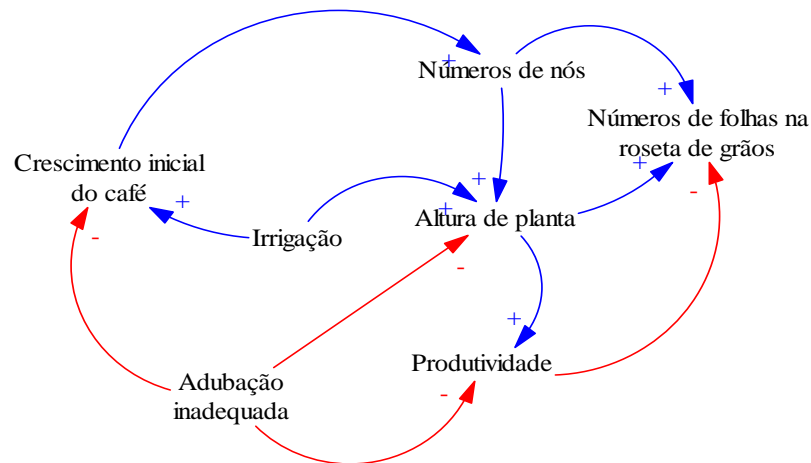 Números de nós
+
+
Números de folhas na
roseta de grãos
Crescimento inicial
do café
+
+
+
-
Altura de planta
+
-
Irrigação
-
+
Produtividade
-
Adubação
inadequada